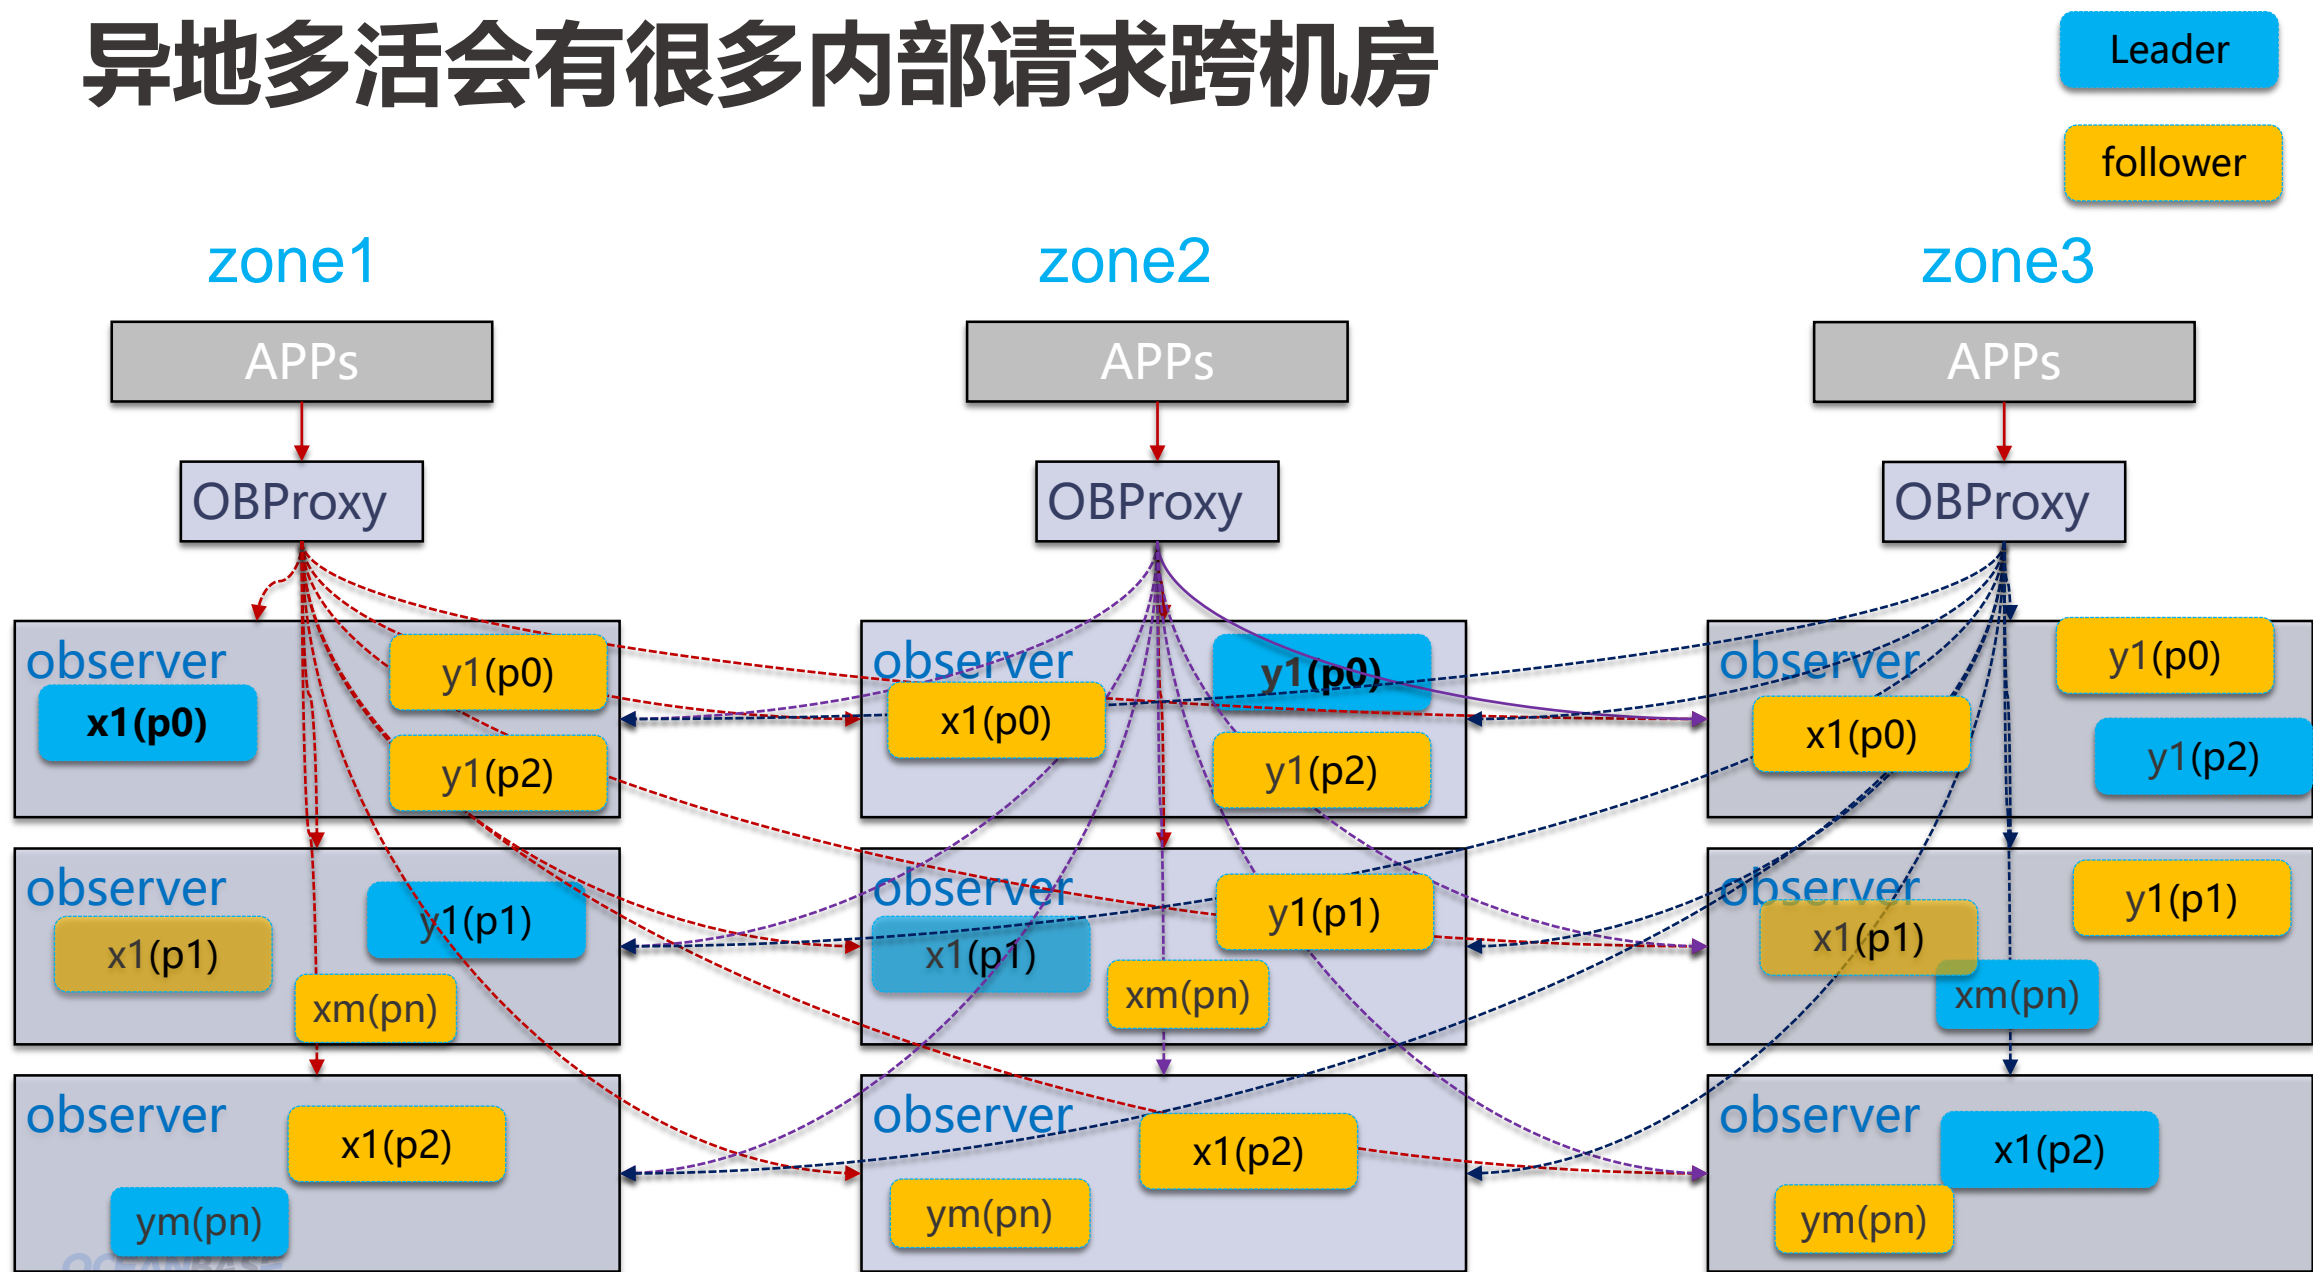 异地多活会有很多内部请求跨机房
Leader
follower
zone1
zone2
zone3
APPs
APPs
APPs
OBProxy
OBProxy
OBProxy
observer
y1(p0)
x1(p0)
y1(p2)
observer
y1(p0)
x1(p0)
y1(p2)
observer
y1(p0)
x1(p0)
y1(p2)
observer
y1(p1)
x1(p1)
xm(pn)
observer
y1(p1)
x1(p1)
xm(pn)
observer
y1(p1)
x1(p1)
xm(pn)
observer
x1(p2)
ym(pn)
OCEANBASE
observer
x1(p2)
ym(pn)
observer
x1(p2)
ym(pn)